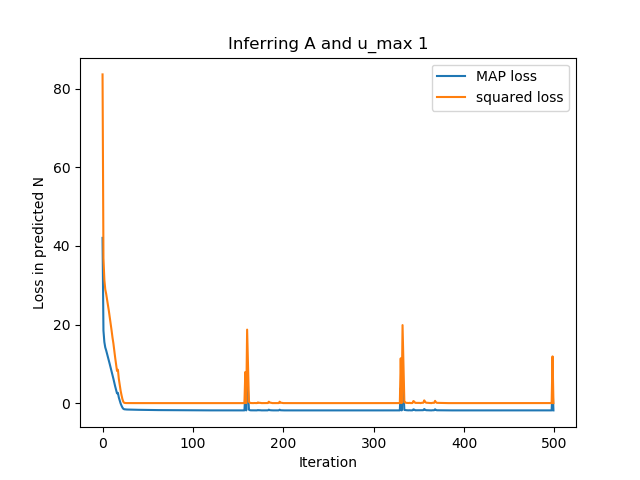 Inferring A and u_max 1
MAP loss
squared loss
Loss in predicted N
80
60
40
20
0
0 100 200 300 400 500
Iteration